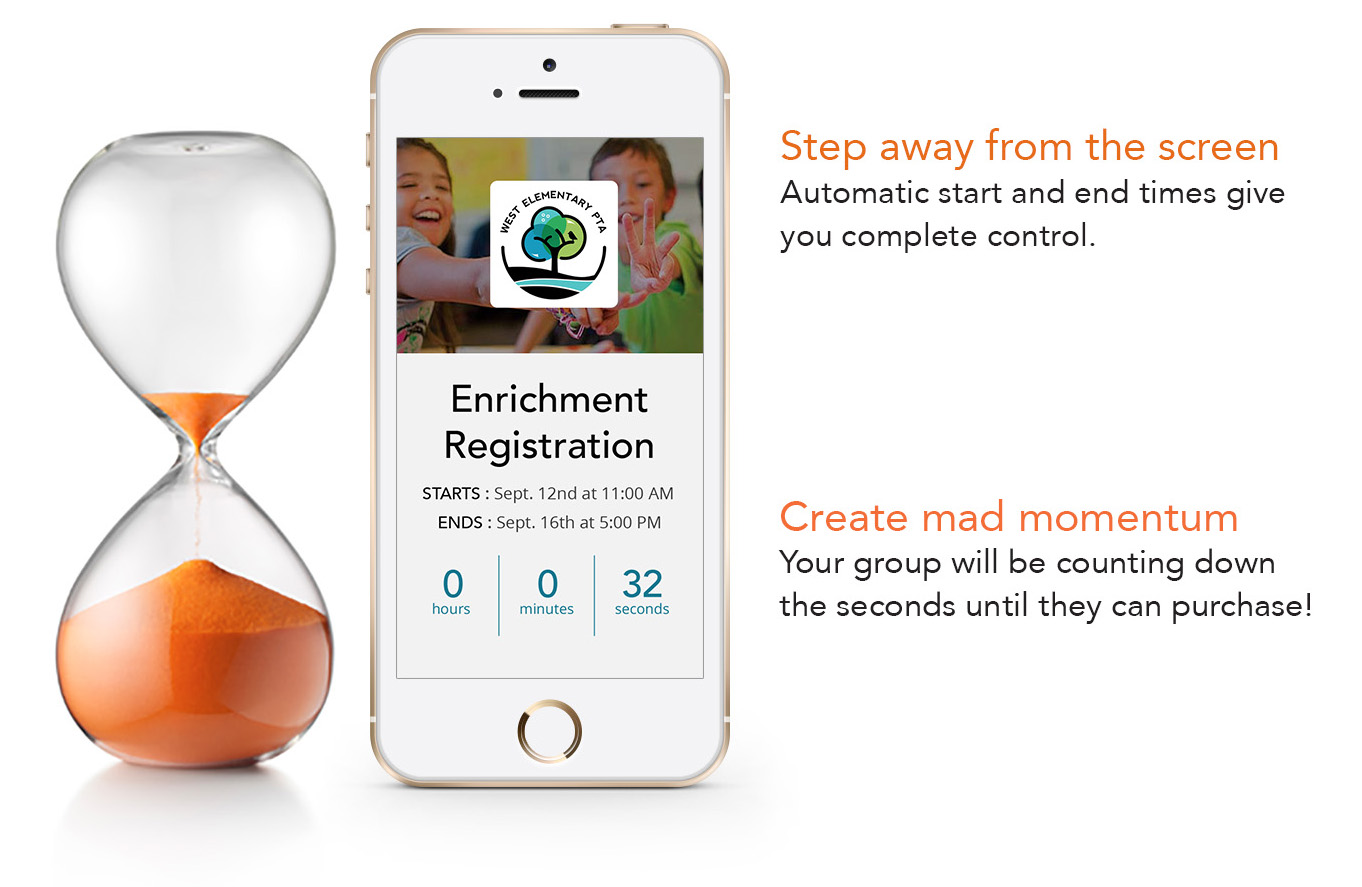 WEST ELEMENTARY PTA
Enrichment
Registration
STARTS : Sept. 12nd at 11:00 AM
ENDS : Sept. 16th at 5:00 PM
0 0 32
hours minutes seconds
Step away from the screen
Automatic start and end times give
you complete control.
Create mad momentum
Your group will be counting down
the seconds until they can purchase!